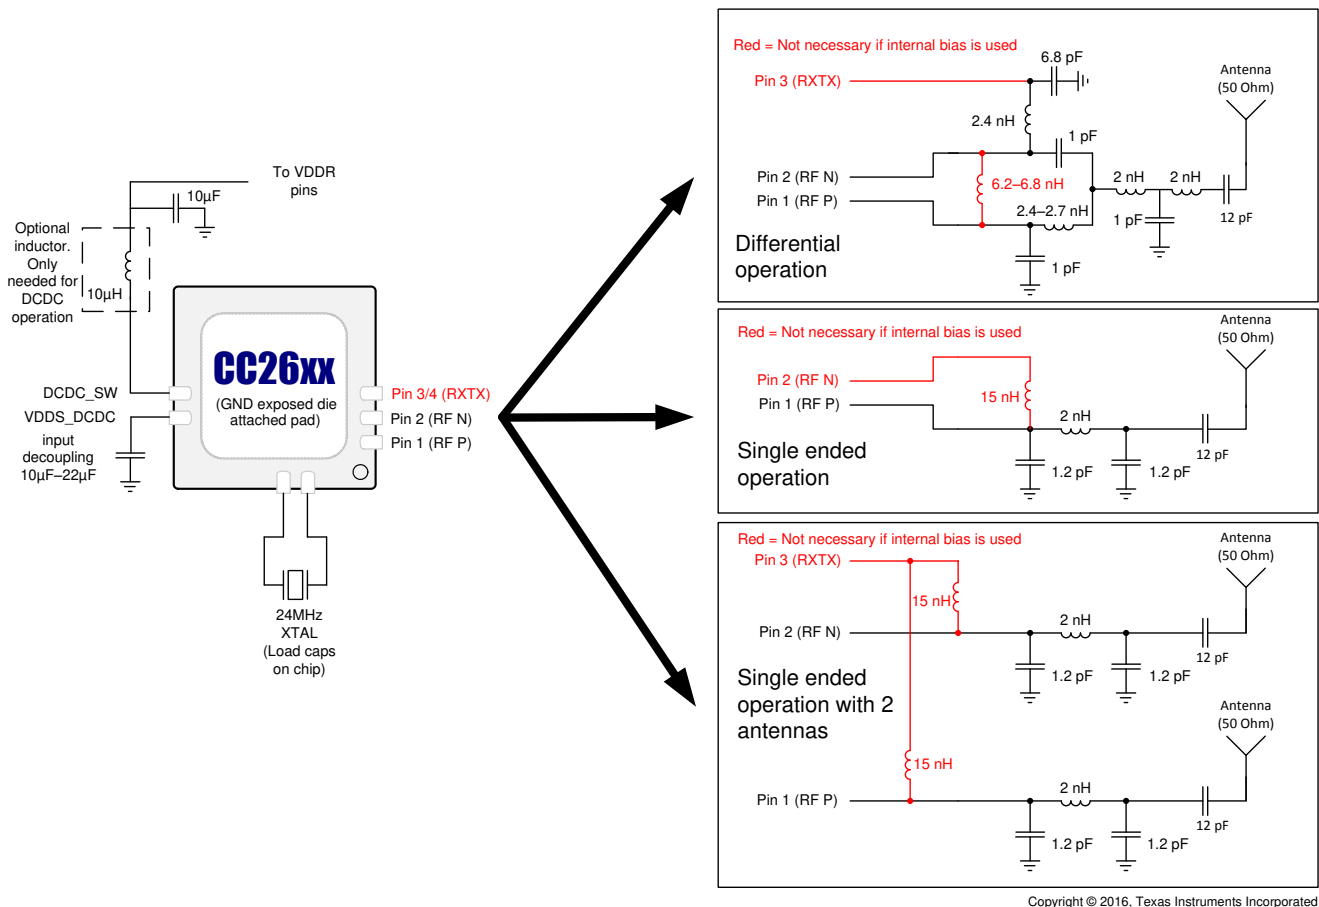 To VDDR
pins
10µF
Optional
inductor.
Only
needed for
DCDC
operation
10µH
CC26xx
(GND exposed die
attached pad)
DCDC_SW
VDDS_DCDC
input
decoupling
10µF–22µF
Pin 3/4 (RXTX)
Pin 2 (RF N)
Pin 1 (RF P)
24MHz
XTAL
(Load caps
on chip)
Red = Not necessary if internal bias is used
Pin 3 (RXTX)
6.8 pF
Antenna
(50 Ohm)
2.4 nH
1 pF
Pin 2 (RF N)
6.2–6.8 nH
2 nH
2 nH
Pin 1 (RF P)
2.4–2.7 nH
1 pF
12 pF
Differential
operation
1 pF
Red = Not necessary if internal bias is used
Antenna
(50 Ohm)
Pin 2 (RF N)
15 nH
Pin 1 (RF P)
2 nH
12 pF
Single ended
operation
1.2 pF
1.2 pF
Red = Not necessary if internal bias is used
Antenna
(50 Ohm)
Pin 3 (RXTX)
15 nH
Pin 2 (RF N)
2 nH
12 pF
1.2 pF
1.2 pF
Single ended
operation with 2
antennas
Antenna
(50 Ohm)
15 nH
Pin 1 (RF P)
2 nH
12 pF
1.2 pF
1.2 pF
Copyright © 2016, Texas Instruments Incorporated